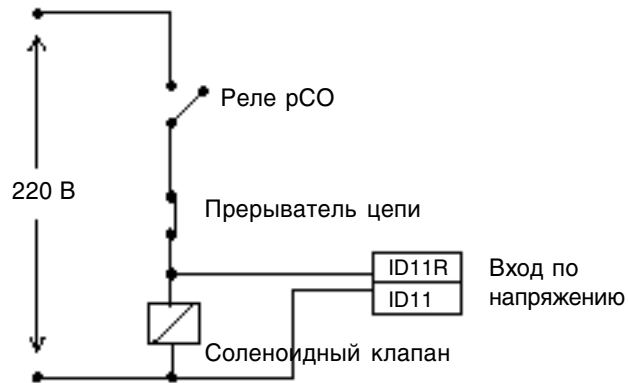 Реле pCO
220 В
Прерыватель цепи
ID11R
ID11
Вход по
напряжению
Соленоидный клапан